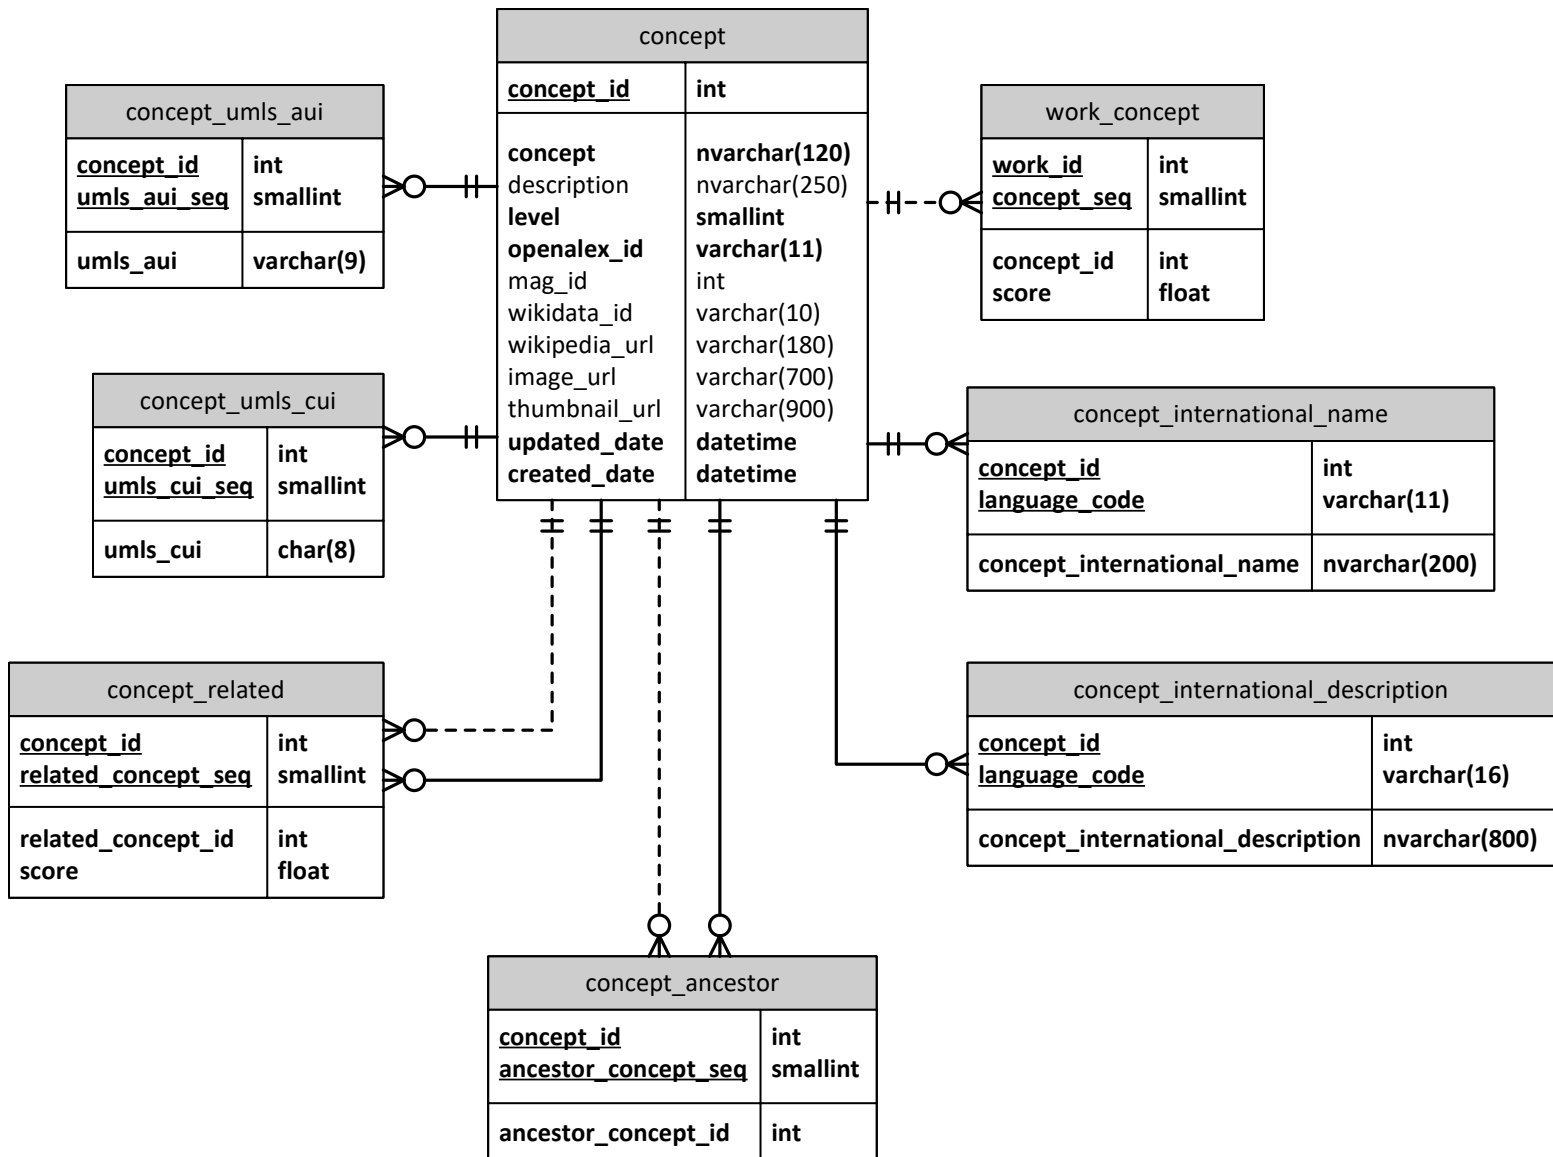 concept
concept_id int
concept nvarchar(120)
description nvarchar(250)
level smallint
openalex_id varchar(11)
mag_id int
wikidata_id varchar(10)
wikipedia_url varchar(180)
image_url varchar(700)
thumbnail_url varchar(900)
updated_date datetime
created_date datetime
concept_umls_aui
concept_id int
umls_aui_seq smallint
umls_aui varchar(9)
work_concept
work_id int
concept_seq smallint
concept_id int
score float
concept_umls_cui
concept_id int
umls_cui_seq smallint
umls_cui char(8)
concept_international_name
concept_id int
language_code varchar(11)
concept_international_name nvarchar(200)
concept_related
concept_id int
related_concept_seq smallint
related_concept_id int
score float
concept_international_description
concept_id int
language_code varchar(16)
concept_international_description nvarchar(800)
concept_ancestor
concept_id int
ancestor_concept_seq smallint
ancestor_concept_id int